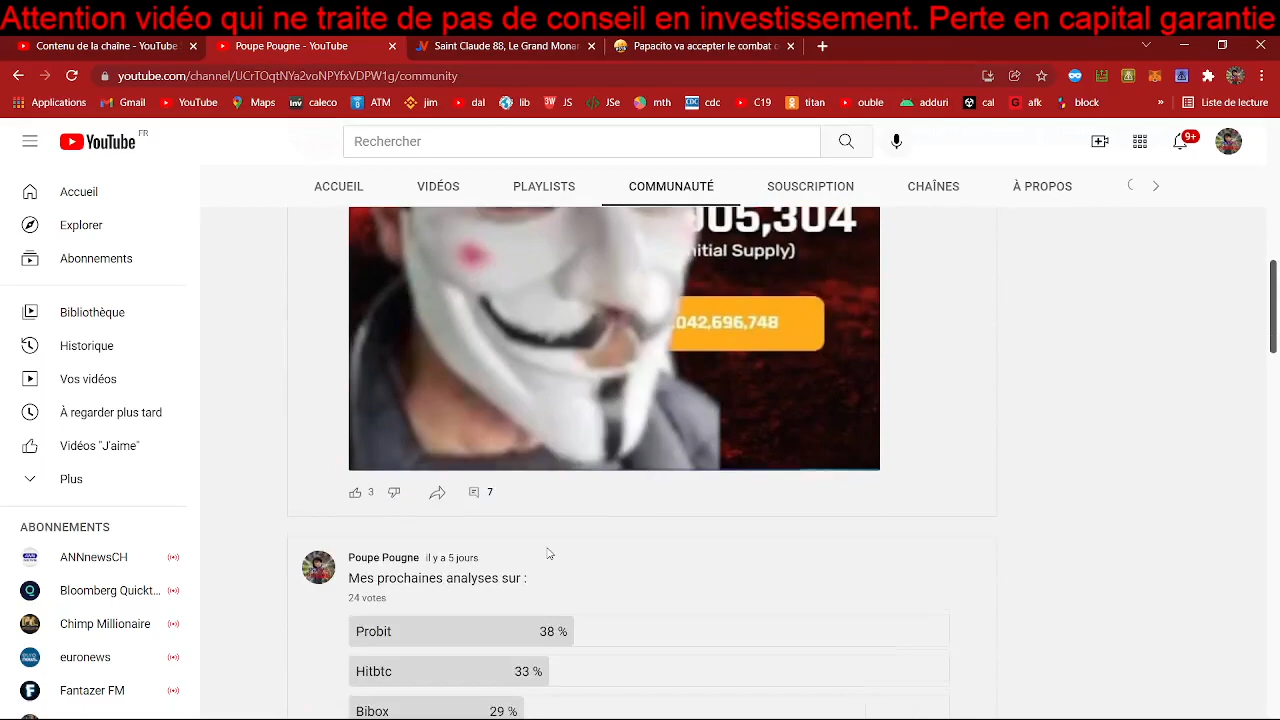 Attention vidéo qui ne traite de pas de conseil en investissement. Perte en capital garantie
Contenu de la chaîne - YouTube
Poupe Pougne - YouTube
Saint Claude 88, Le Grand Monar
Papacito va accepter le combat c
youtube.com/channel/UCrTOqtNYa2voNPYfxVDPW1g/community
Applications
Gmail
YouTube
Maps
caleco
ATM
jim
dal
lib
JS
JSe
mth
cdc
C19
titan
ouble
adduri
cal
afk
block
»
Liste de lecture
YouTube FR
Rechercher
9+
ACCUEIL
VIDÉOS
PLAYLISTS
COMMUNAUTÉ
SOUSCRIPTION
CHAÎNES
À PROPOS
Accueil
Explorer
Abonnements
Bibliothèque
Historique
Vos vidéos
À regarder plus tard
Vidéos "J'aime"
Plus
ABONNEMENTS
ANNnewsCH
Bloomberg Quickt...
Chimp Millionaire
euronews
Fantazer FM
005,304
nitial Supply)
,042,696,748
3
7
Poupe Pougne il y a 5 jours
Mes prochaines analyses sur :
24 votes
Probit 38 %
Hitbtc 33 %
Bibox 29 %